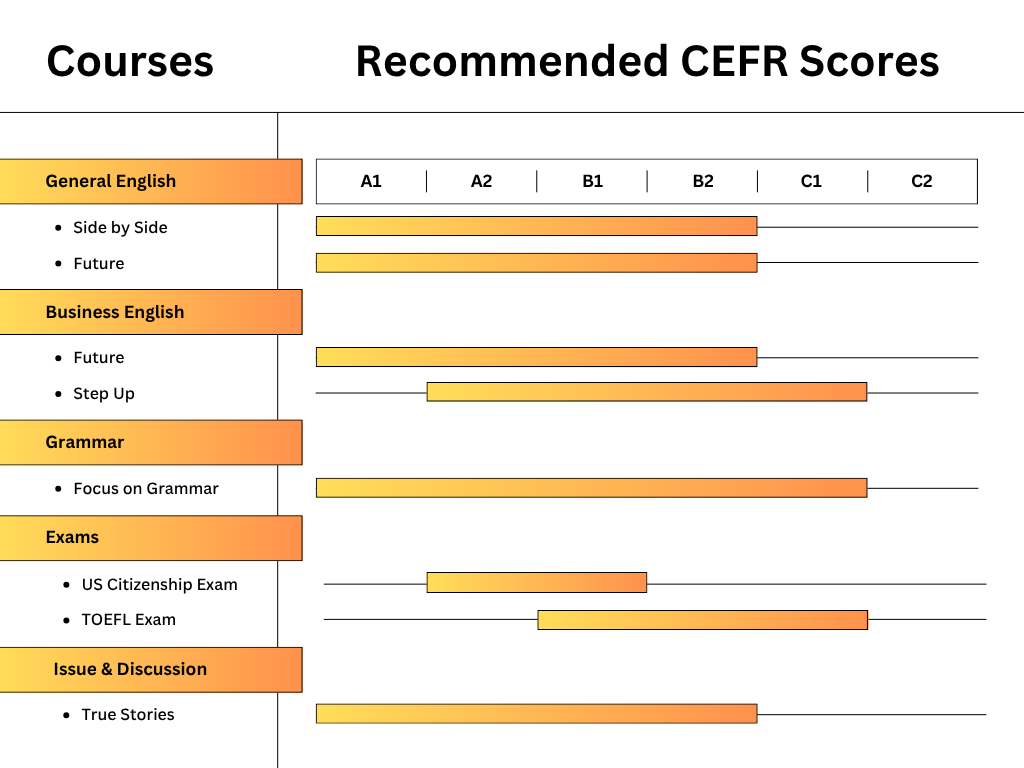 Courses
Recommended CEFR Scores
General English
A1 A2 B1 B2 C1 C2
• Side by Side
• Future
Business English
• Future
• Step Up
Grammar
• Focus on Grammar
Exams
• US Citizenship Exam
• TOEFL Exam
Issue & Discussion
• True Stories